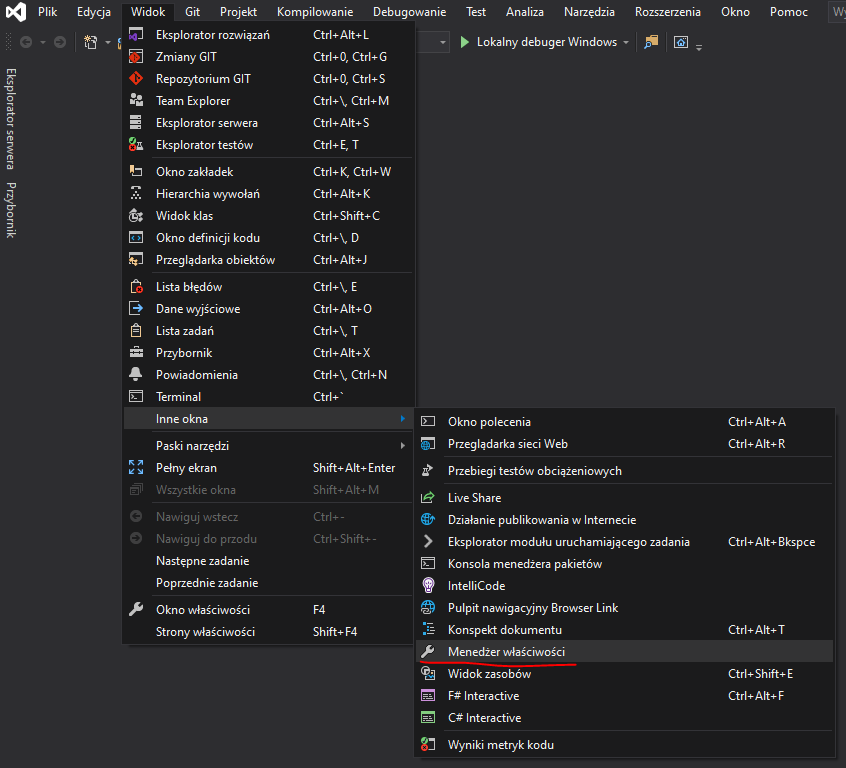 Plik Edycja Widok Git Projekt Kompilowanie Debugowanie Test Analiza Narzędzia Rozszerzenia Okno Pomoc Wy
Lokalny debuger Windows
Eksplorator serwera
Przybornik
Eksplorator rozwiązań Ctrl+Alt+L
Zmiany GIT Ctrl+0, Ctrl+G
Repozytorium GIT Ctrl+0, Ctrl+S
Team Explorer Ctrl+\, Ctrl+M
Eksplorator serwera Ctrl+Alt+S
Eksplorator testów Ctrl+E, T
Okno zakładek Ctrl+K, Ctrl+W
Hierarchia wywołań Ctrl+Alt+K
Widok klas Ctrl+Shift+C
Okno definicji kodu Ctrl+\, D
Przeglądarka obiektów Ctrl+Alt+J
Lista błędów Ctrl+\, E
Dane wyjściowe Ctrl+Alt+O
Lista zadań Ctrl+\, T
Przybornik Ctrl+Alt+X
Powiadomienia Ctrl+\, Ctrl+N
Terminal Ctrl+`
Inne okna
Paski narzędzi
Pełny ekran Shift+Alt+Enter
Wszystkie okna Shift+Alt+M
Nawiguj wstecz Ctrl+-
Nawiguj do przodu Ctrl+Shift+-
Następne zadanie
Poprzednie zadanie
Okno właściwości F4
Strony właściwości Shift+F4
Okno polecenia Ctrl+Alt+A
Przeglądarka sieci Web Ctrl+Alt+R
Przebiegi testów obciążeniowych
Live Share
Działanie publikowania w Internecie
Eksplorator modułu uruchamiającego zadania Ctrl+Alt+Bkspce
Konsola menedżera pakietów
IntelliCode
Pulpit nawigacyjny Browser Link
Konspekt dokumentu Ctrl+Alt+T
Menedżer właściwości
Widok zasobów Ctrl+Shift+E
F# Interactive Ctrl+Alt+F
C# Interactive
Wyniki metryk kodu